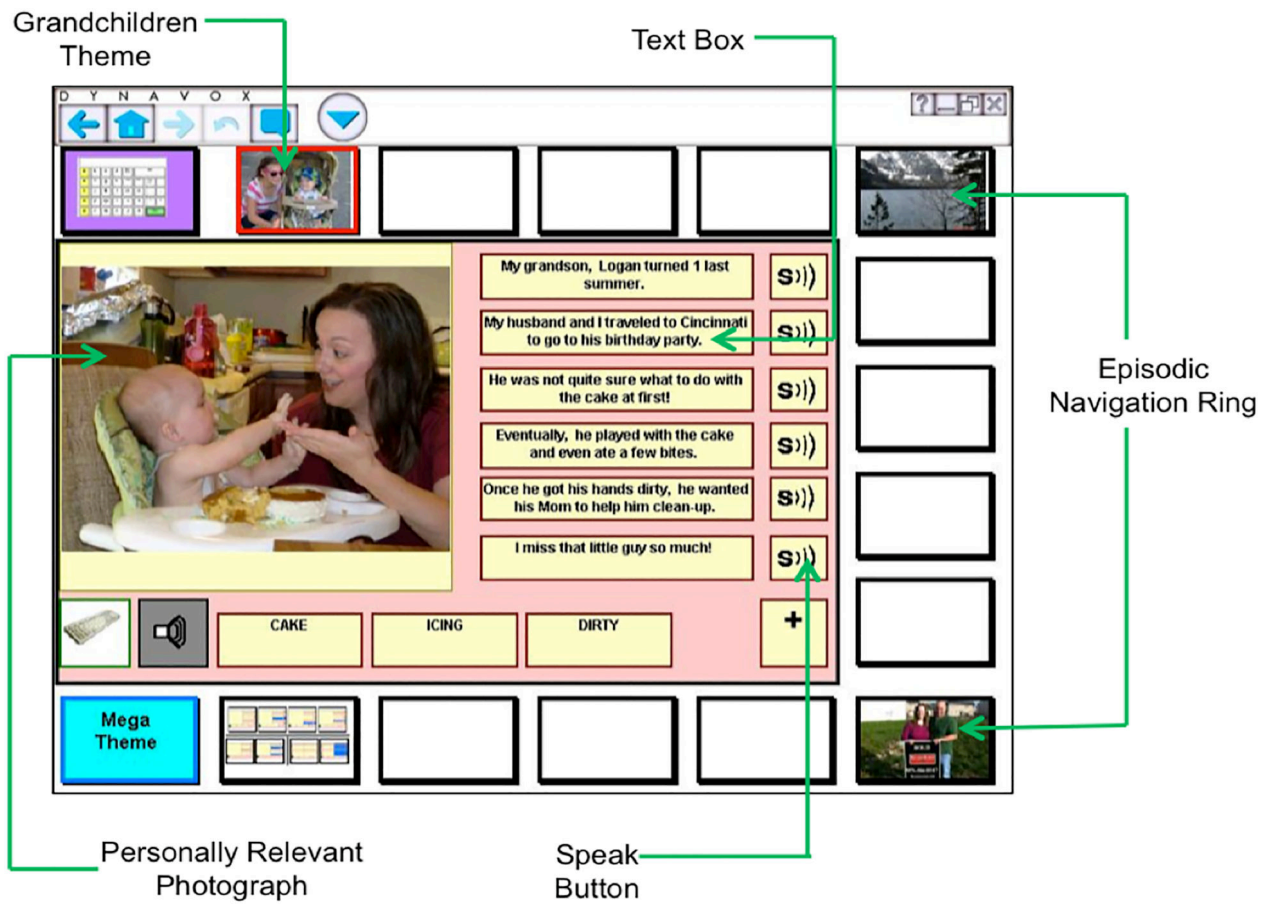 Grandchildren
Theme
Text Box
D Y N A V O X
?
My grandson, Logan turned 1 last
summer.
S
My husband and I traveled to Cincinnati
to go to his birthday party.
S
He was not quite sure what to do with
the cake at first!
S
Eventually, he played with the cake
and even ate a few bites.
S
Once he got his hands dirty, he wanted
his Mom to help him clean-up.
S
I miss that little guy so much!
S
Episodic
Navigation Ring
CAKE
ICING
DIRTY
+
Mega
Theme
Personally Relevant
Photograph
Speak
Button